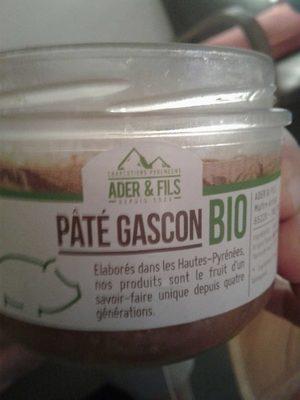 CHARCUTIERS PYRÉNÉENS
ADER & FILS
DEPUIS
PÂTÉ GASCON BIO
Elaborés dans les Hautes-Pyrénées,
nos produits sont le fruit d'un
savoir-faire unique depuis quatre
générations.
ADER &